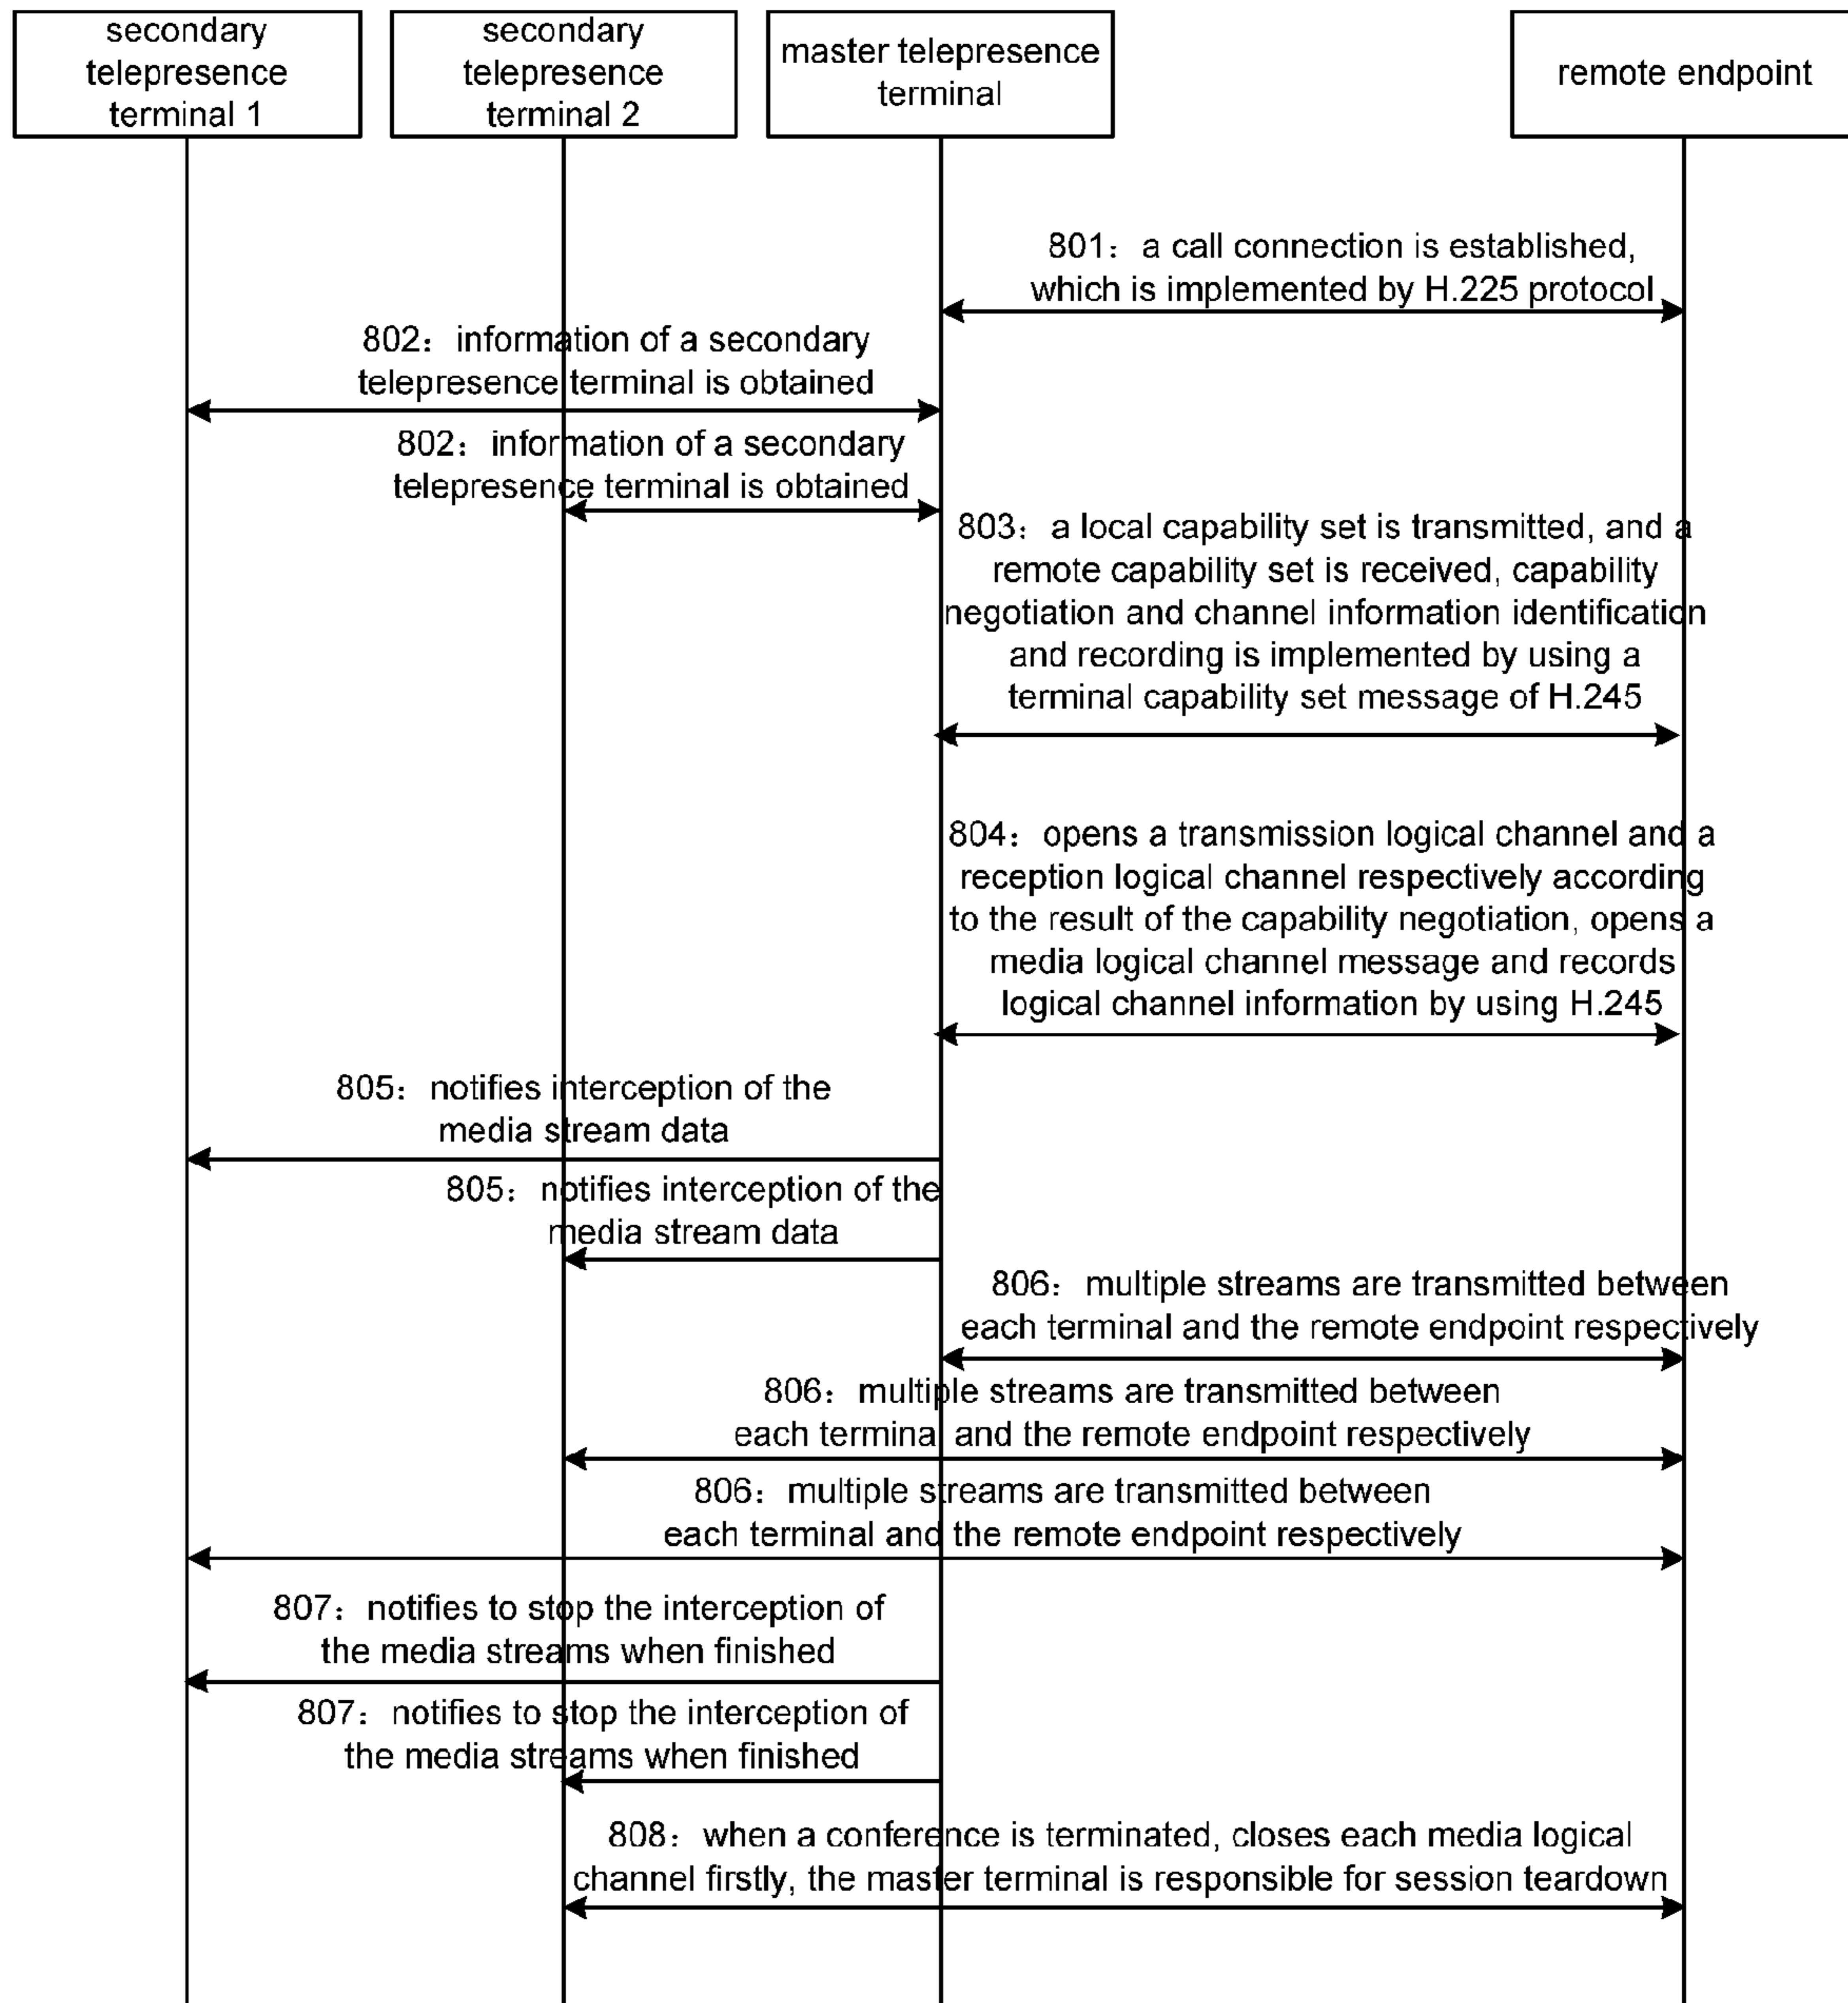 secondary
telepresence
terminal 1
secondary
telepresence
terminal 2
master telepresence
terminal
remote endpoint
801：a call connection is established,
which is implemented by H.225 protocol
802：information of a secondary
telepresence terminal is obtained
802：information of a secondary
telepresence terminal is obtained
803：a local capability set is transmitted, and a
remote capability set is received, capability
negotiation and channel information identification
and recording is implemented by using a
terminal capability set message of H.245
804：opens a transmission logical channel and a
reception logical channel respectively according
to the result of the capability negotiation, opens a
media logical channel message and records
logical channel information by using H.245
805：notifies interception of the
media stream data
805：notifies interception of the
media stream data
806：multiple streams are transmitted between
each terminal and the remote endpoint respectively
806：multiple streams are transmitted between
each terminal and the remote endpoint respectively
806：multiple streams are transmitted between
each terminal and the remote endpoint respectively
807：notifies to stop the interception of
the media streams when finished
807：notifies to stop the interception of
the media streams when finished
808：when a conference is terminated, closes each media logical
channel firstly, the master terminal is responsible for session teardown